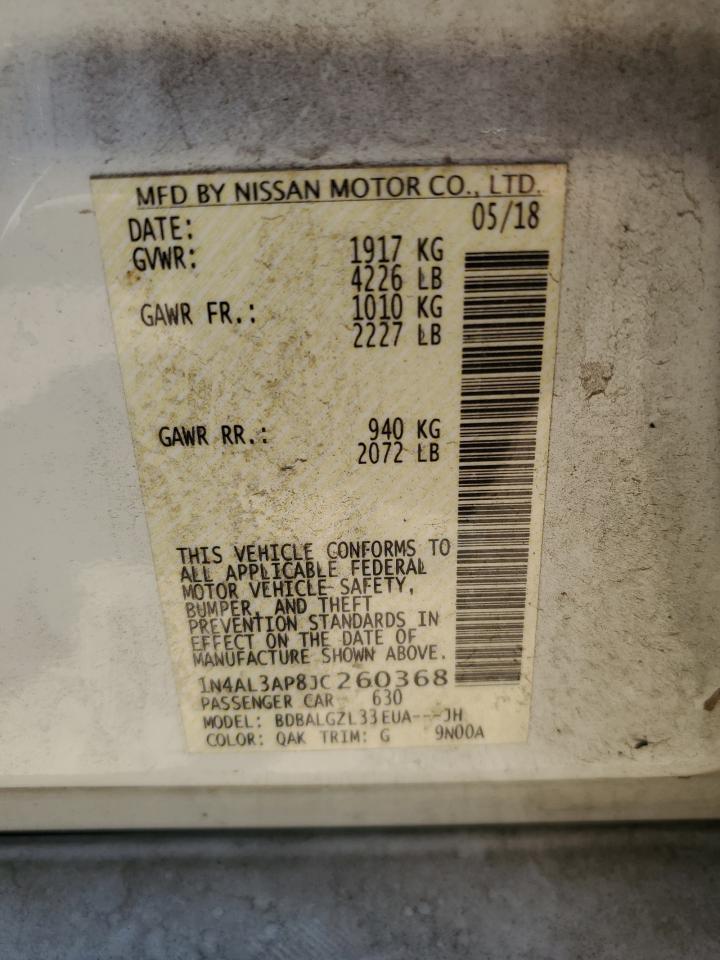 MFD BY NISSAN MOTOR CO., LTD.
DATE: 05/18
GVWR: 1917 KG
4226 LB
GAWR FR.: 1010 KG
2227 LB
GAWR RR.: 940 KG
2072 LB
THIS VEHICLE CONFORMS TO
ALL APPLICABLE FEDERAL
MOTOR VEHICLE SAFETY,
BUMPER, AND THEFT
PREVENTION STANDARDS IN
EFFECT ON THE DATE OF
MANUFACTURE SHOWN ABOVE.
1N4AL3AP8JC260368
PASSENGER CAR 630
MODEL: BDBALGZL33EUA---JH
COLOR: QAK TRIM: G 9N00A